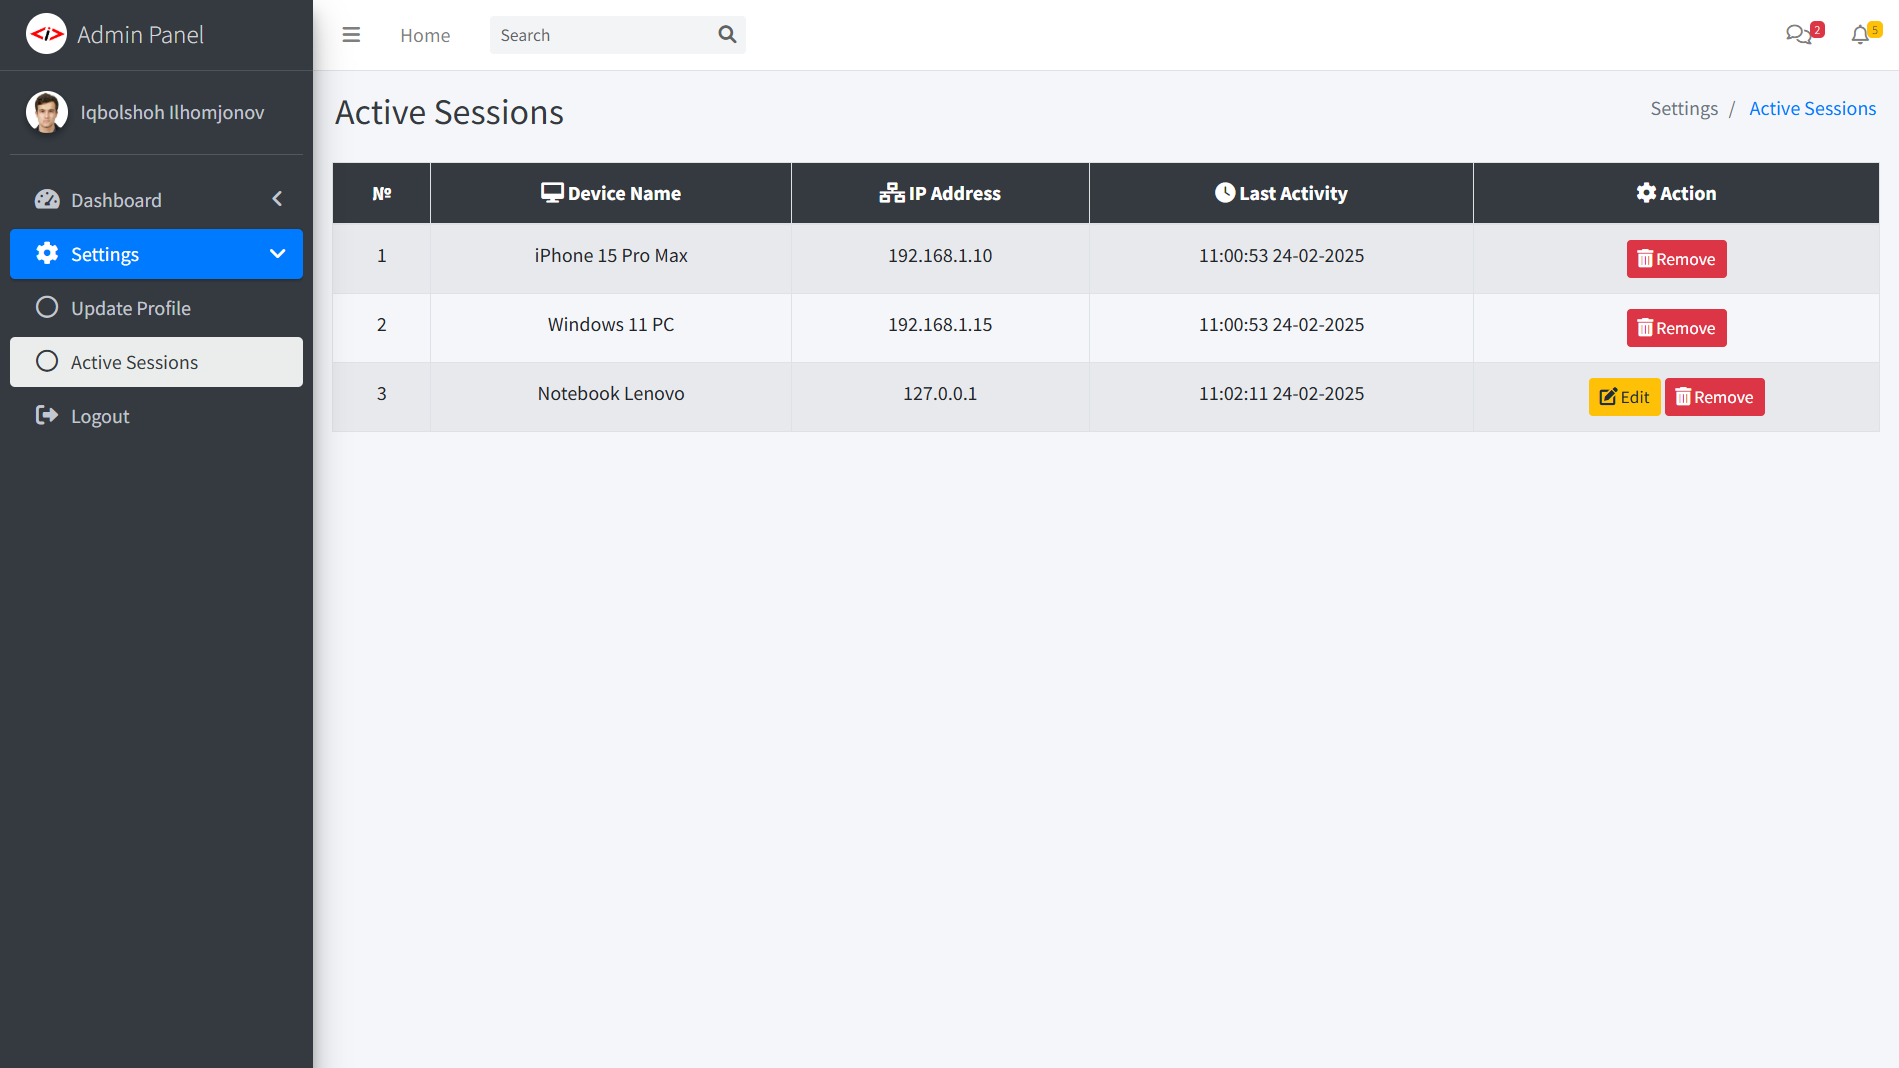 Admin Panel
Home
Search
2
5
Iqbolshoh Ilhomjonov
Dashboard
Settings
Update Profile
Active Sessions
Logout
Active Sessions
Settings / Active Sessions
№ Device Name IP Address Last Activity Action
1 iPhone 15 Pro Max 192.168.1.10 11:00:53 24-02-2025 Remove
2 Windows 11 PC 192.168.1.15 11:00:53 24-02-2025 Remove
3 Notebook Lenovo 127.0.0.1 11:02:11 24-02-2025 Edit Remove